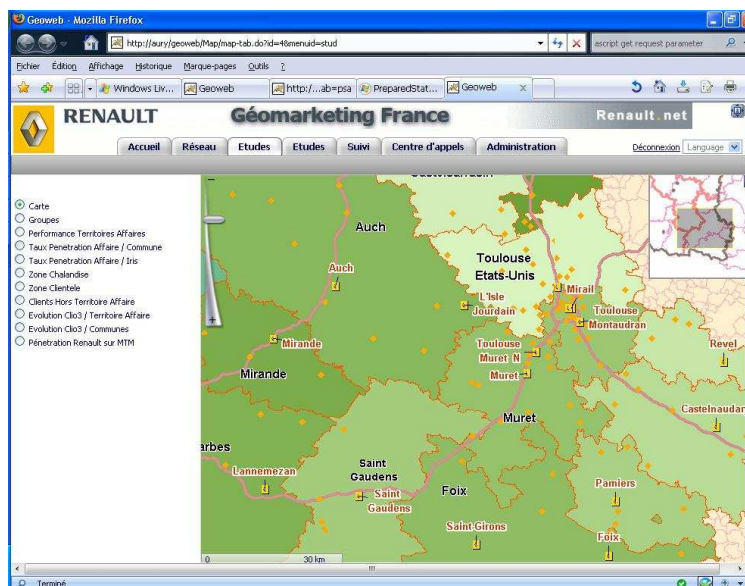 Geoweb - Mozilla Firefox
http://aury/geoweb/Map/map-tab.do?id=4&menuid=stud
ascript get request parameter
Fichier Édition Affichage Historique Marque-pages Outils ?
Windows Liv... Geoweb http:/...ab=psa PreparedStat... Geoweb x
RENAULT Géomarketing France Renault.net
Accueil Réseau Etudes Etudes Suivi Centre d'appels Administration Déconnexion Language
Carte
Groupes
Performance Territoires Affaires
Taux Penetration Affaire / Commune
Taux Penetration Affaire / Iris
Zone Chalandise
Zone Clientele
Clients Hors Territoire Affaire
Evolution Clio3 / Territoire Affaire
Evolution Clio3 / Communes
Pénetration Renault sur MTM
Castelsarrasin
Auch
Toulouse
Etats-Unis
Auch
Mirail
L'Isle
Jourdain
Toulouse
Montaudran
Mirande
Toulouse
Muret N
Revel
Mirande
Muret
Castelnaudar
Muret
arbes
Saint
Gaudens
Lannemezan
Foix
Pamiers
Saint
Gaudens
Saint-Girons
Foix
0 30 km
Terminé